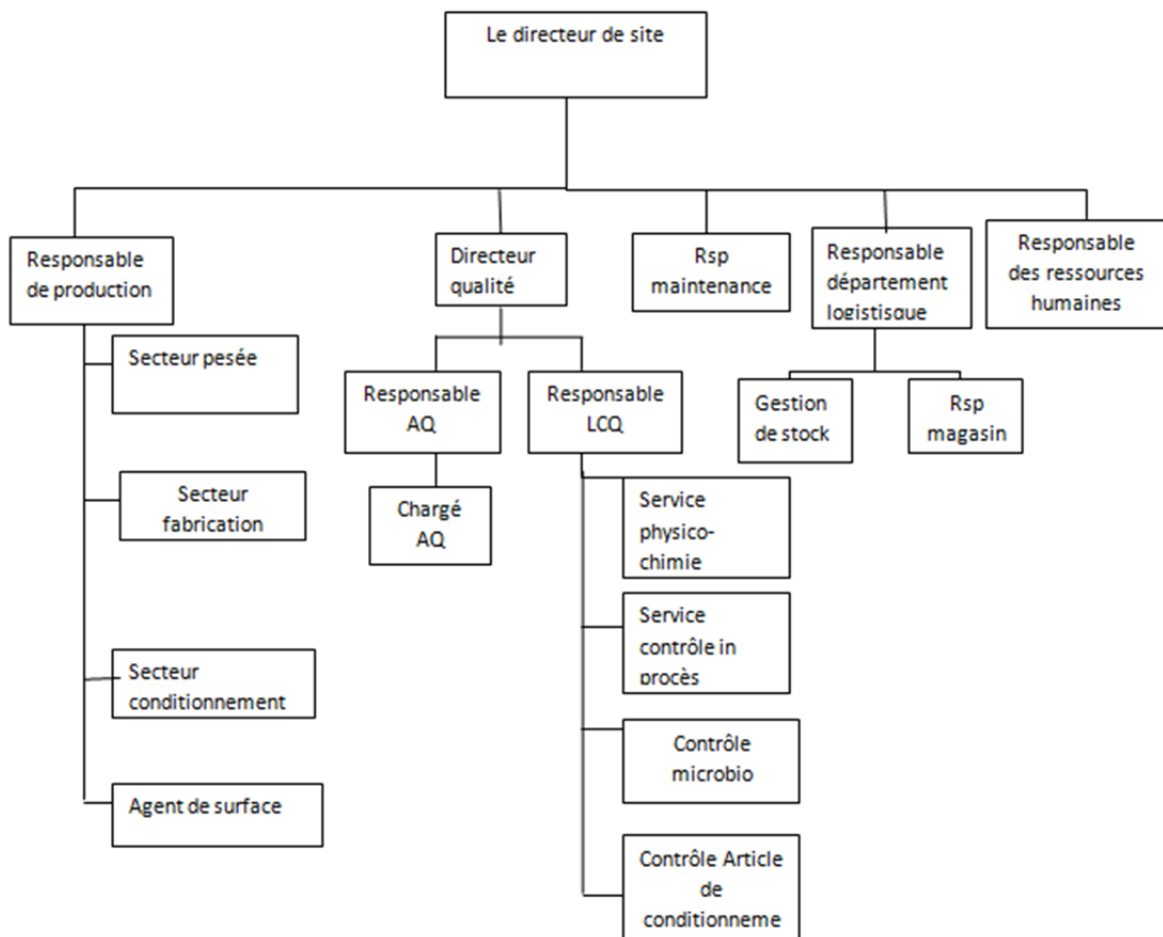 Le directeur de site
Responsable
de production
Directeur
qualité
Rsp
maintenance
Responsable
département
logistisque
Responsable
des ressources
humaines
Secteur pesée
Secteur
fabrication
Secteur
conditionnement
Agent de surface
Responsable
AQ
Chargé
AQ
Responsable
LCQ
Service
physico-
chimie
Service
contrôle in
procès
Contrôle
microbio
Contrôle Article
de
conditionneme
Gestion
de stock
Rsp
magasin